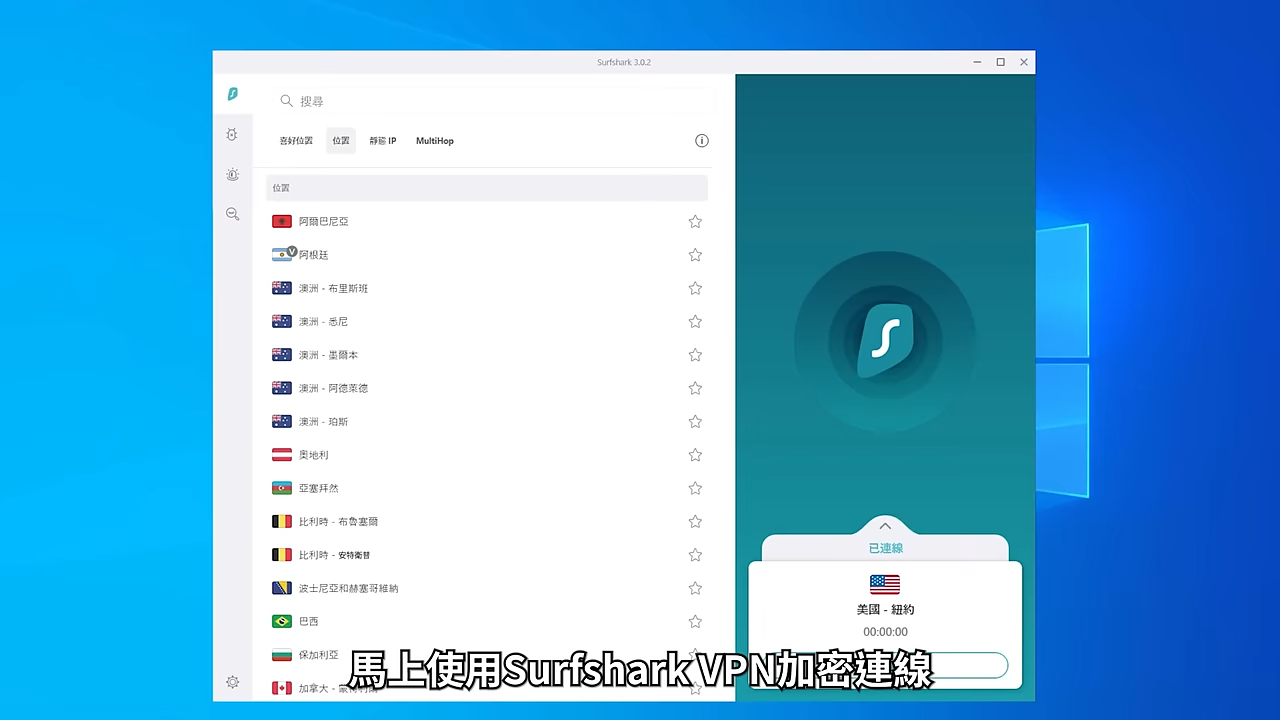 Surfshark 3.0.2
搜尋
喜好位置 位置 靜態 IP MultiHop
位置
阿爾巴尼亞
V 阿根廷
澳洲 - 布里斯班
澳洲 - 悉尼
澳洲 - 墨爾本
澳洲 - 阿德萊德
澳洲 - 珀斯
奧地利
亞塞拜然
比利時 - 布魯塞爾
比利時 - 安特衛普
波士尼亞和赫塞哥維納
巴西
保加利亞
加拿大 -
已連線
美國 - 紐約
00:00:00
馬上使用Surfshark VPN加密連線